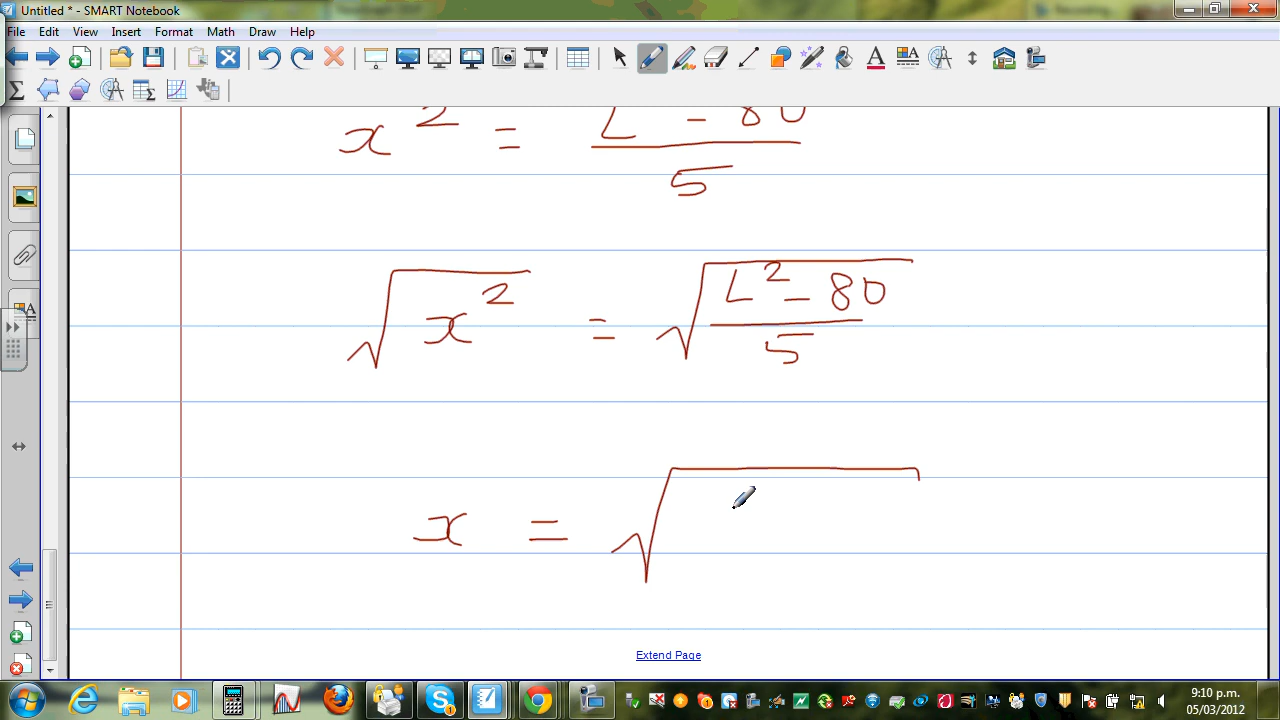 Untitled * - SMART Notebook
File Edit View Insert Format Math Draw Help
x² = L - 80 / 5
√x² = √(L² - 80 / 5)
x = √
Extend Page
9:10 p.m.
05/03/2012